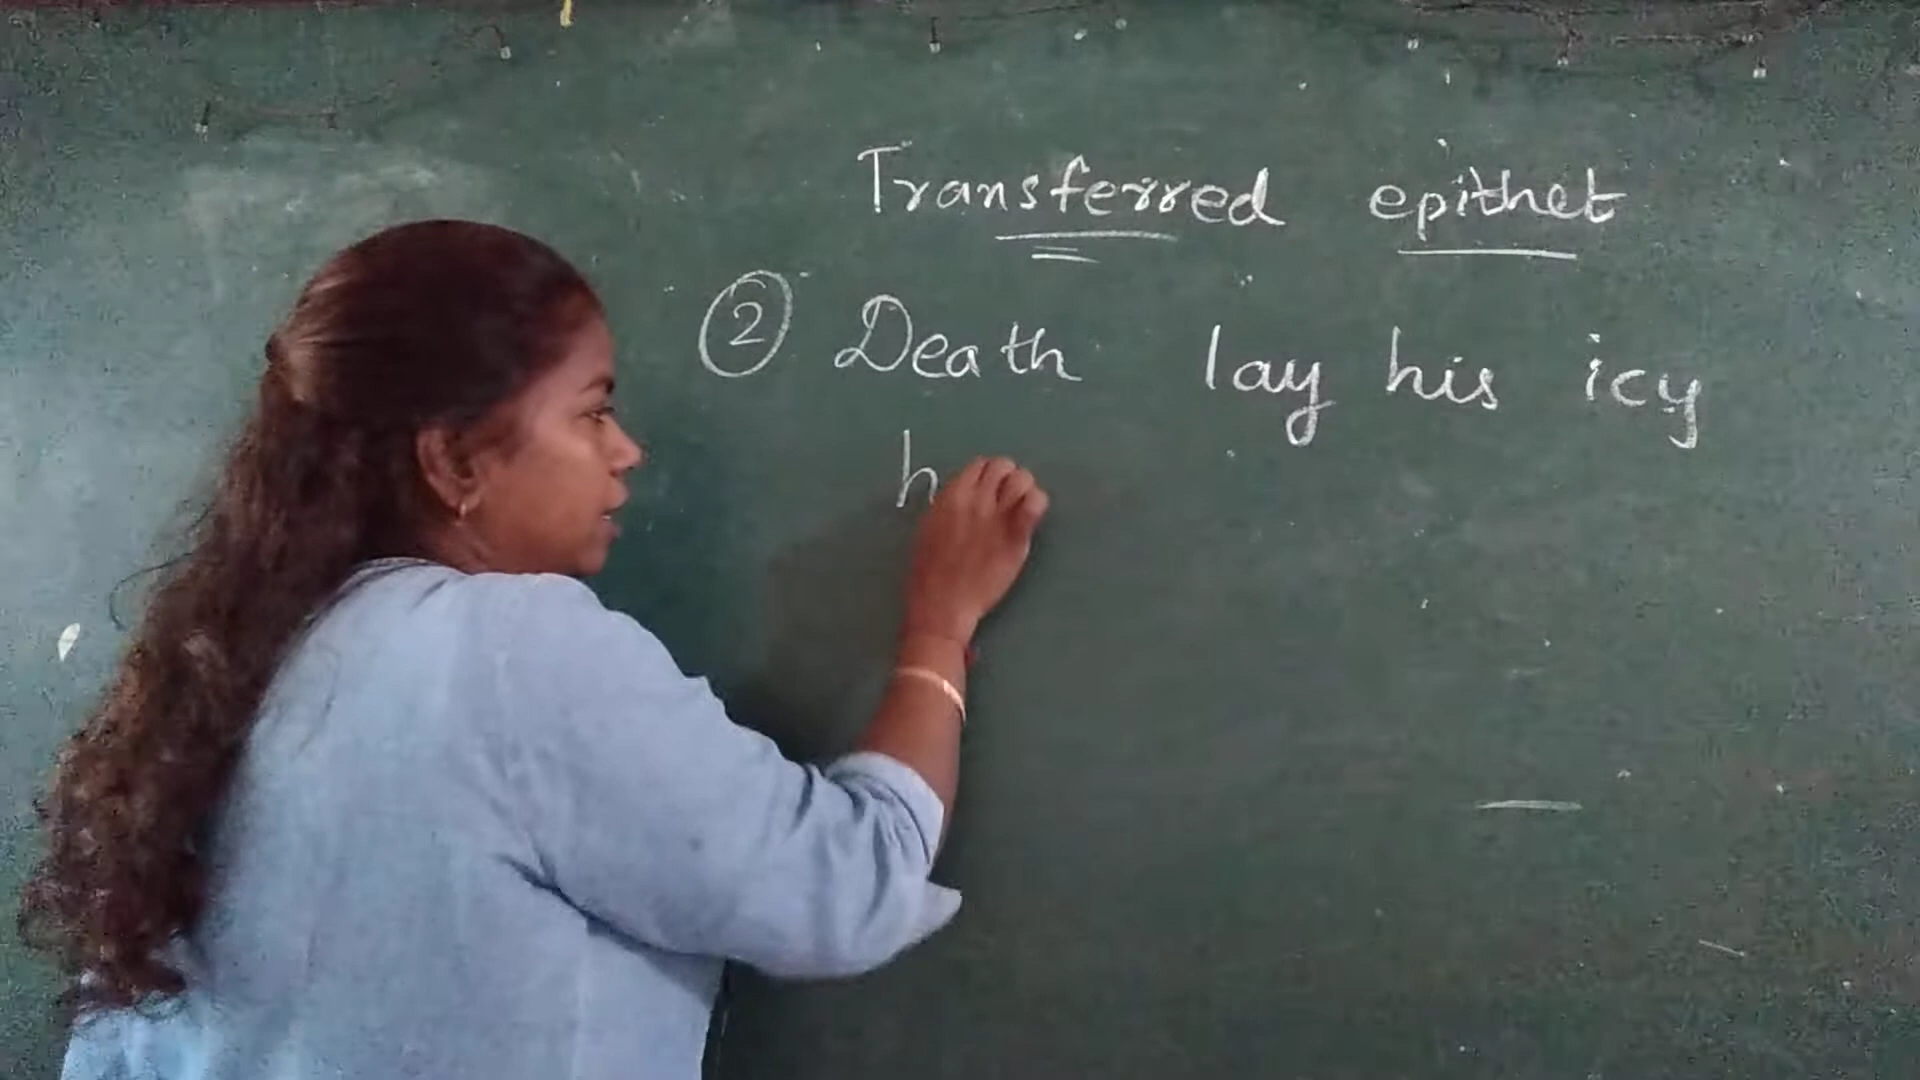 Transferred epithet
② Death lay his icy
h